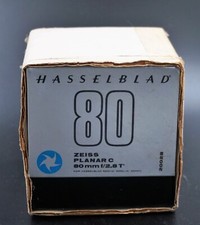 HASSELBLAD
80
ZEISS
PLANAR C
80 mm f/2,8 T*